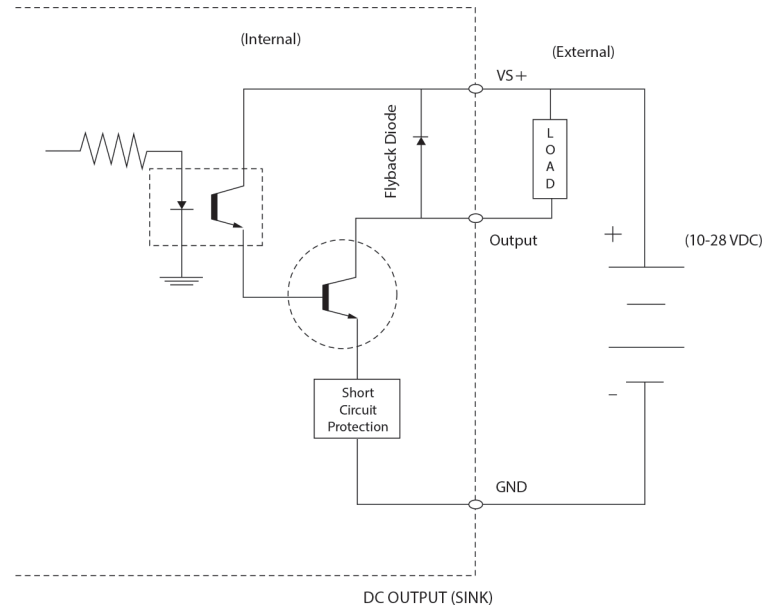 (Internal)
(External)
VS+
Flyback Diode
L
O
A
D
Output
+
(10-28 VDC)
Short
Circuit
Protection
-
GND
DC OUTPUT (SINK)